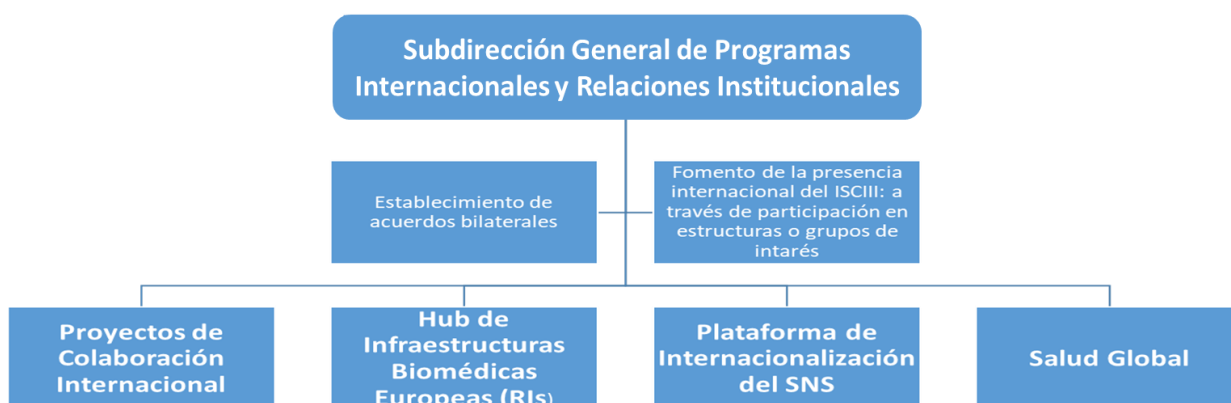 Subdirección General de Programas
Internacionales y Relaciones Institucionales
Establecimiento de
acuerdos bilaterales
Fomento de la presencia
internacional del ISCIII: a
través de participación en
estructuras o grupos de
intarés
Proyectos de
Colaboración
Internacional
Hub de
Infraestructuras
Biomédicas
Europeas (RIs)
Plataforma de
Internacionalización
del SNS
Salud Global